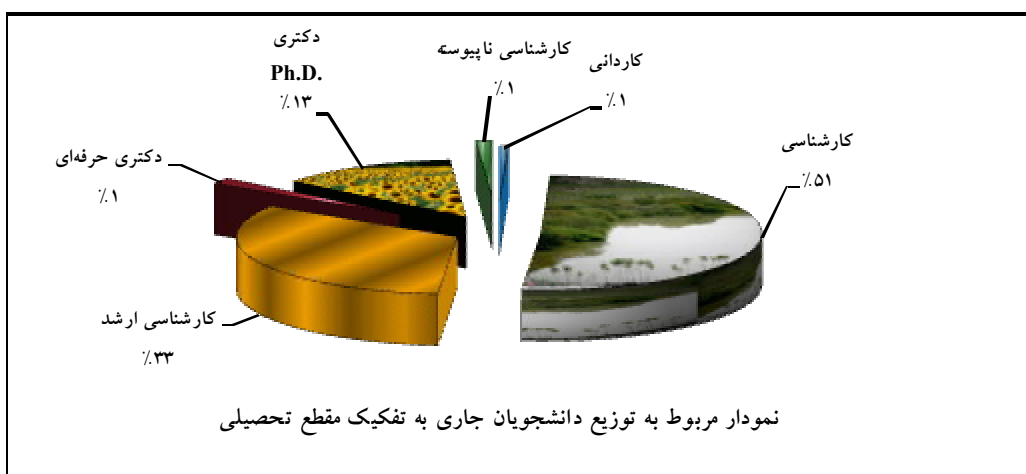 کاردانی
٪۱
کارشناسی ناپیوسته
٪۱
دکتری
Ph.D.
٪۱۳
دکتری حرفه‌ای
٪۱
کارشناسی ارشد
٪۳۳
کارشناسی
٪۵۱
نمودار مربوط به توزیع دانشجویان جاری به تفکیک مقطع تحصیلی